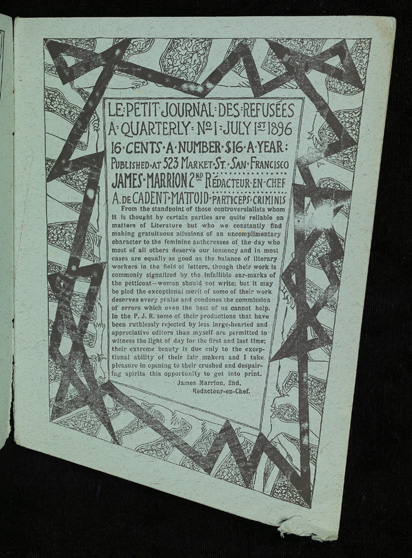 LE·PETIT·JOURNAL·DES·REFUSÉES
A·QUARTERLY·No 1·JULY 1ST 1896
16·CENTS·A·NUMBER·$16·A·YEAR:
PUBLISHED·AT 523 MARKET·ST. SAN·FRANCISCO
JAMES·MARRION 2ND RÉDACTEUR·EN·CHEF
A. DE CADENT·MATTOID·PARTICEPS·CRIMINIS
From the standpoint of those controversialists whom
it is thought by certain parties are quite reliable on
matters of Literature but who we constantly find
making gratuitous allusions of an uncomplimentary
character to the feminine authoresses of the day who
most of all others deserve our leniency and in most
cases are equally as good as the balance of literary
workers in the field of letters, though their work is
commonly signalized by the infallible ear-marks of
the petticoat—woman should not write; but it may
be pled the exceptional merit of some of their work
deserves every praise and condones the commission
of errors which even the best of us cannot help.
In the P. J. R. some of their productions that have
been ruthlessly rejected by less large-hearted and
appreciative editors than myself are permitted to
witness the light of day for the first and last time;
their extreme beauty is due only to the excep-
tional ability of their fair makers and I take
pleasure in opening to their crushed and despair-
ing spirits this opportunity to get into print.
James Marrion, 2nd,
Redacteur-en-Chef.